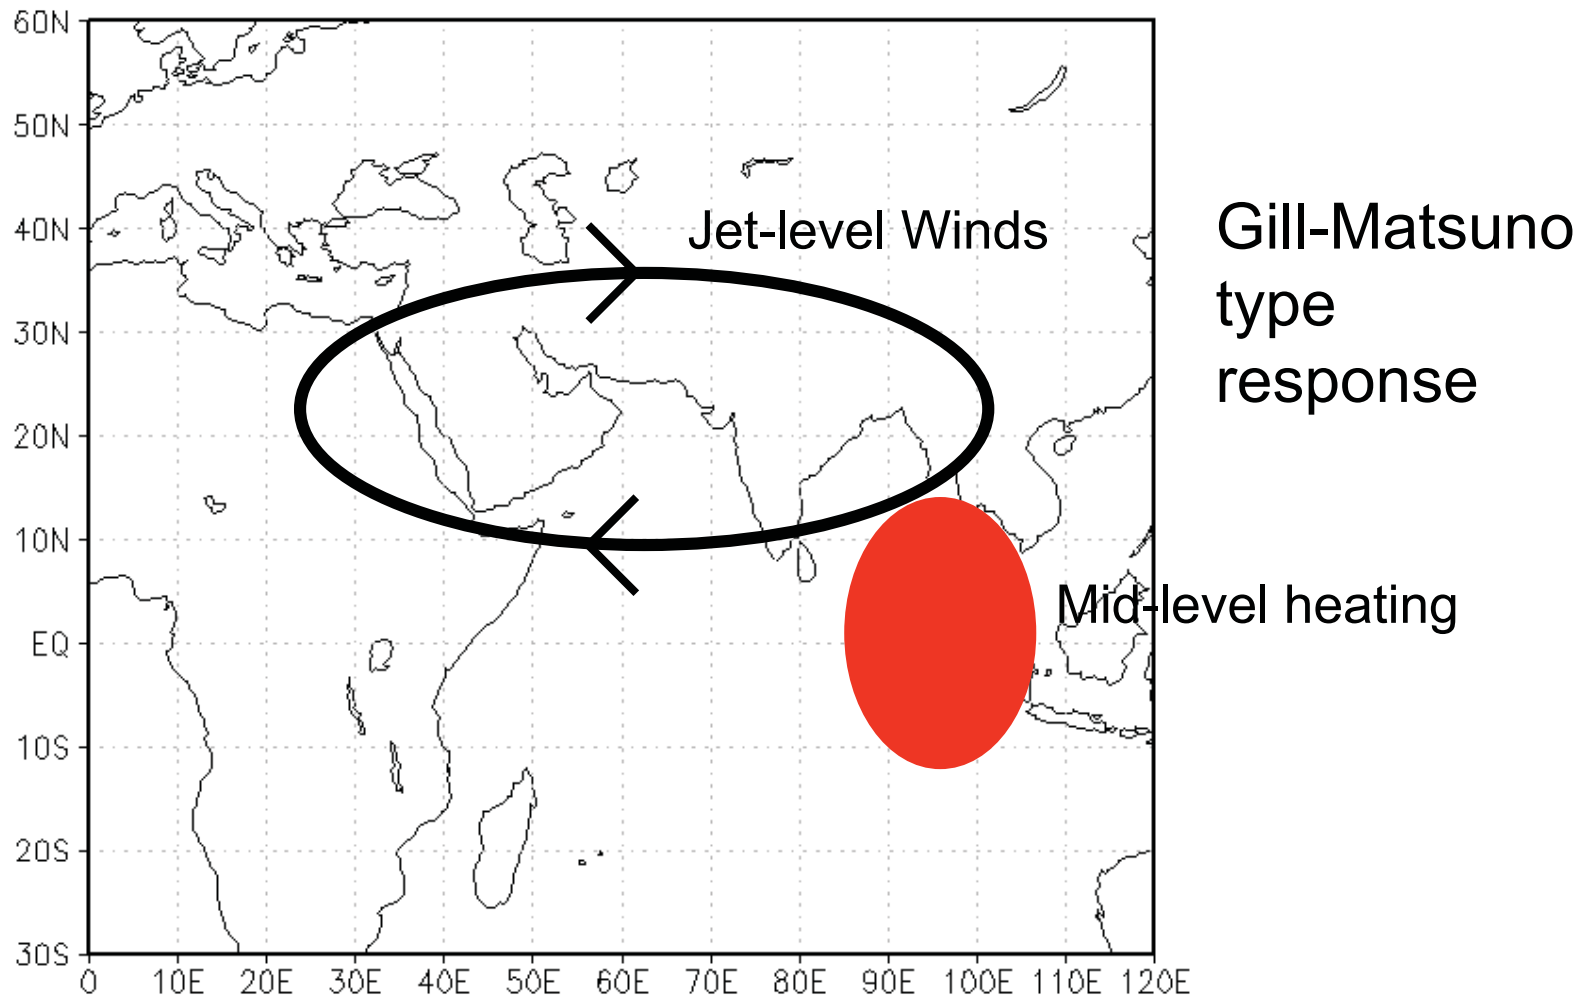 60N
50N
40N
30N
20N
10N
EQ
10S
20S
30S
0 10E 20E 30E 40E 50E 60E 70E 80E 90E 100E 110E 120E
Jet-level Winds
Mid-level heating
Gill-Matsuno
type
response